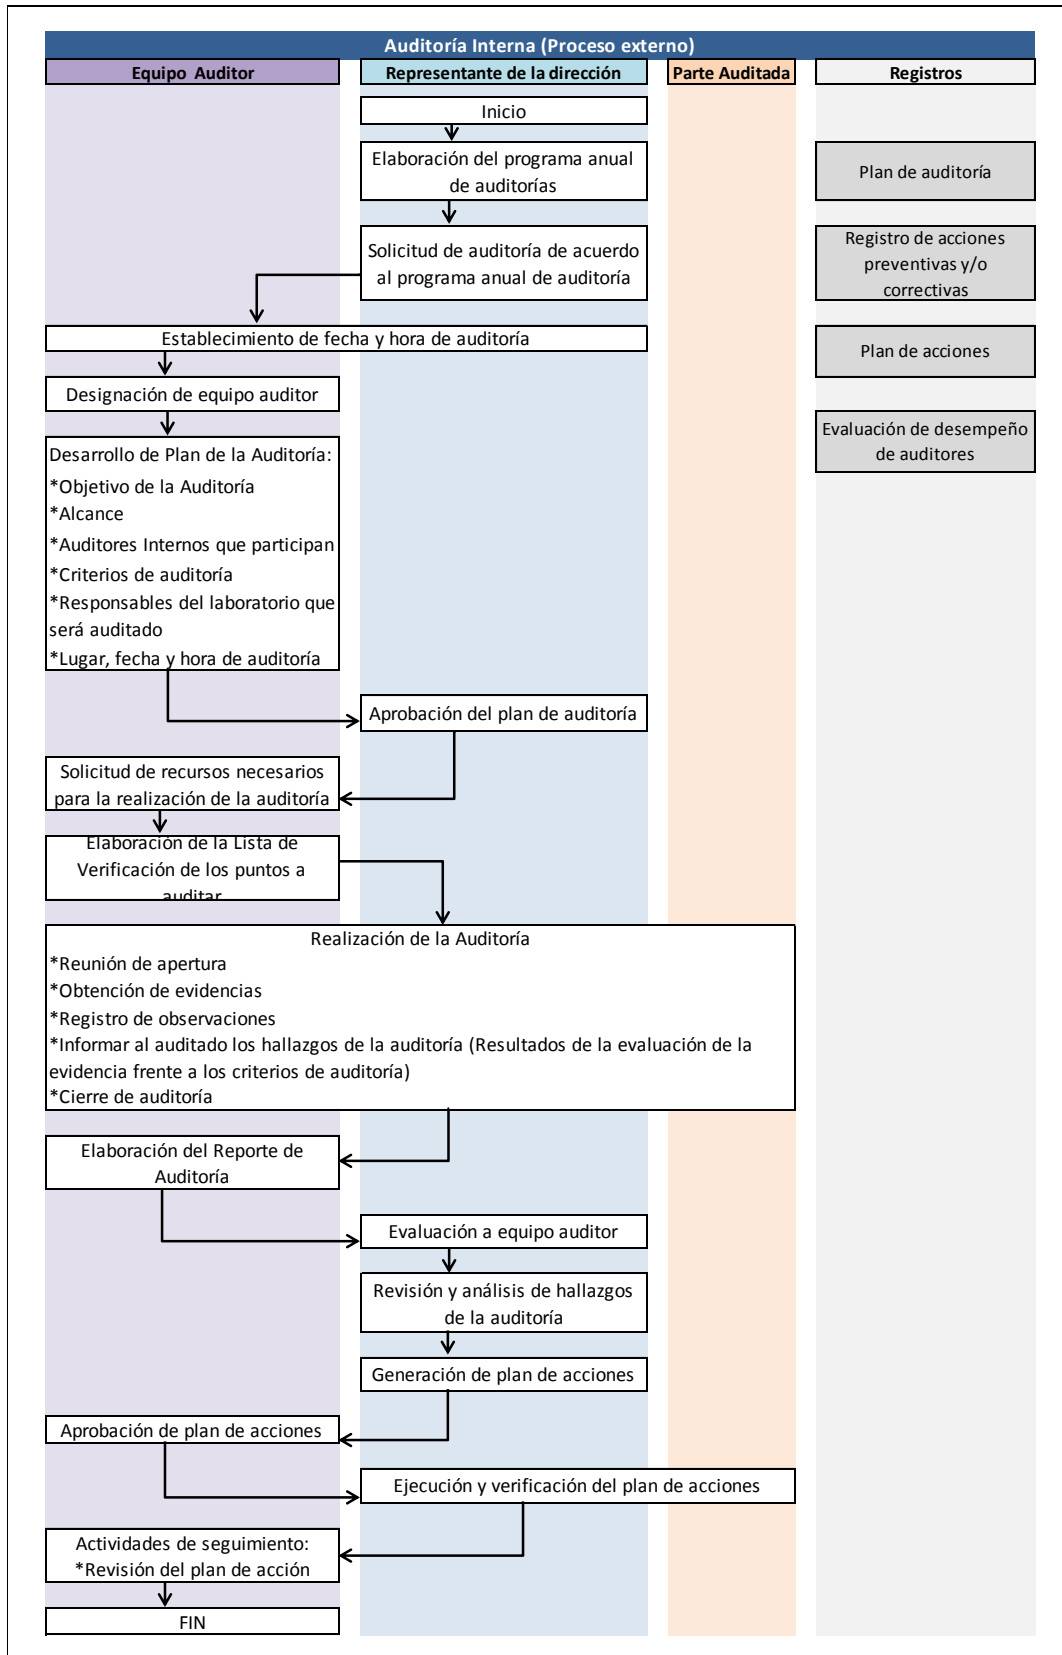 Auditoría Interna (Proceso externo)
Equipo Auditor
Representante de la dirección
Parte Auditada
Registros
Inicio
Elaboración del programa anual
de auditorías
Plan de auditoría
Solicitud de auditoría de acuerdo
al programa anual de auditoría
Registro de acciones
preventivas y/o
correctivas
Establecimiento de fecha y hora de auditoría
Plan de acciones
Designación de equipo auditor
Evaluación de desempeño
de auditores
Desarrollo de Plan de la Auditoría:
*Objetivo de la Auditoría
*Alcance
*Auditores Internos que participan
*Criterios de auditoría
*Responsables del laboratorio que
será auditado
*Lugar, fecha y hora de auditoría
Aprobación del plan de auditoría
Solicitud de recursos necesarios
para la realización de la auditoría
Elaboración de la Lista de
Verificación de los puntos a
auditar
Realización de la Auditoría
*Reunión de apertura
*Obtención de evidencias
*Registro de observaciones
*Informar al auditado los hallazgos de la auditoría (Resultados de la evaluación de la
evidencia frente a los criterios de auditoría)
*Cierre de auditoría
Elaboración del Reporte de
Auditoría
Evaluación a equipo auditor
Revisión y análisis de hallazgos
de la auditoría
Generación de plan de acciones
Aprobación de plan de acciones
Ejecución y verificación del plan de acciones
Actividades de seguimiento:
*Revisión del plan de acción
FIN